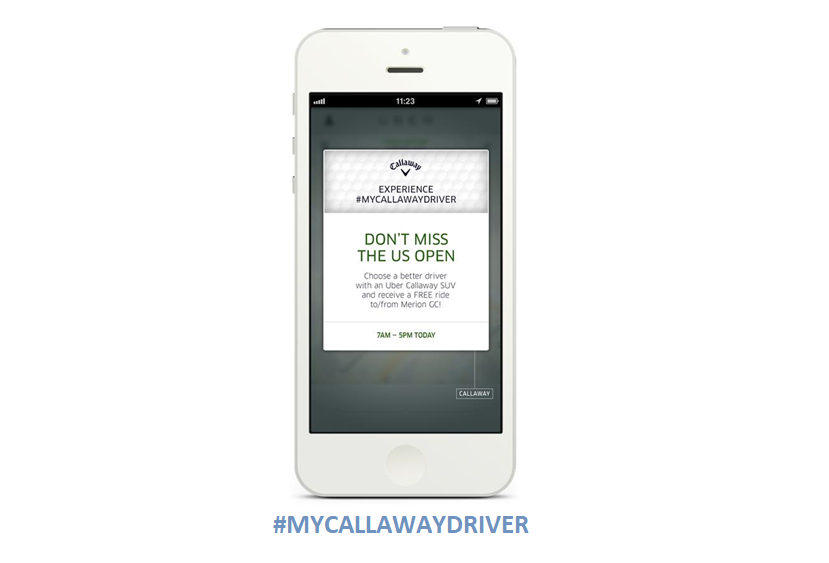 11:23
Callaway
EXPERIENCE
#MYCALLAWAYDRIVER
DON'T MISS
THE US OPEN
Choose a better driver
with an Uber Callaway SUV
and receive a FREE ride
to/from Merion GC!
7AM – 5PM TODAY
CALLAWAY
#MYCALLAWAYDRIVER